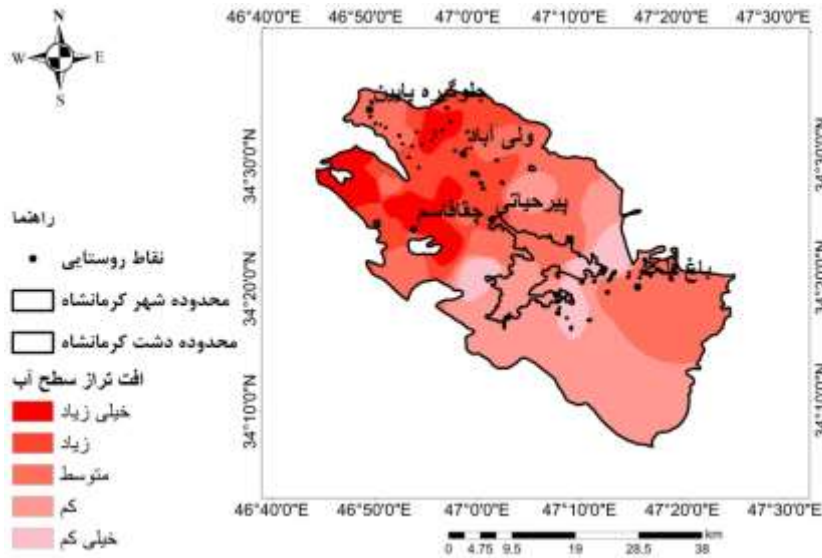 46°40'0"E 46°50'0"E 47°0'0"E 47°10'0"E 47°20'0"E 47°30'0"E
N
W E
S
34°30'0"N
34°20'0"N
34°10'0"N
جلوگیره پایین
ولی آباد
پیرحیاتی
چقاقاسم
راهنما
نقاط روستایی
محدوده شهر کرمانشاه
محدوده دشت کرمانشاه
افت تراز سطح آب
خیلی زیاد
زیاد
متوسط
کم
خیلی کم
46°40'0"E 46°50'0"E 47°0'0"E 47°10'0"E 47°20'0"E 47°30'0"E
km
0 4.75 9.5 19 28.5 38